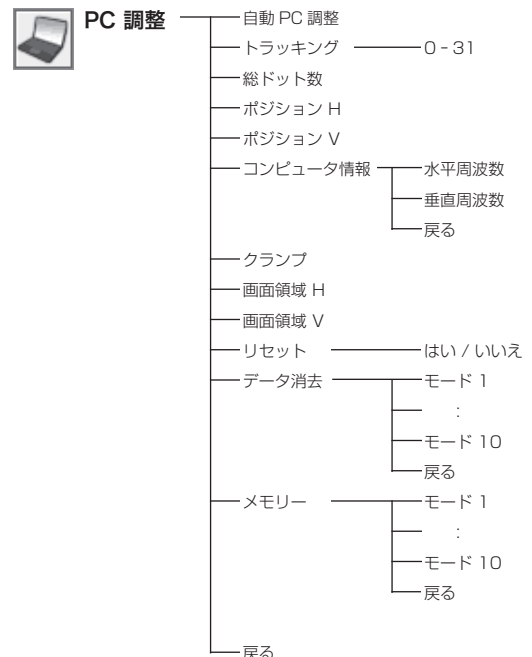 PC 調整
自動 PC 調整
トラッキング 0 - 31
総ドット数
ポジション H
ポジション V
コンピュータ情報 水平周波数
垂直周波数
戻る
クランプ
画面領域 H
画面領域 V
リセット はい / いいえ
データ消去 モード 1
:
モード 10
戻る
メモリー モード 1
:
モード 10
戻る
戻る